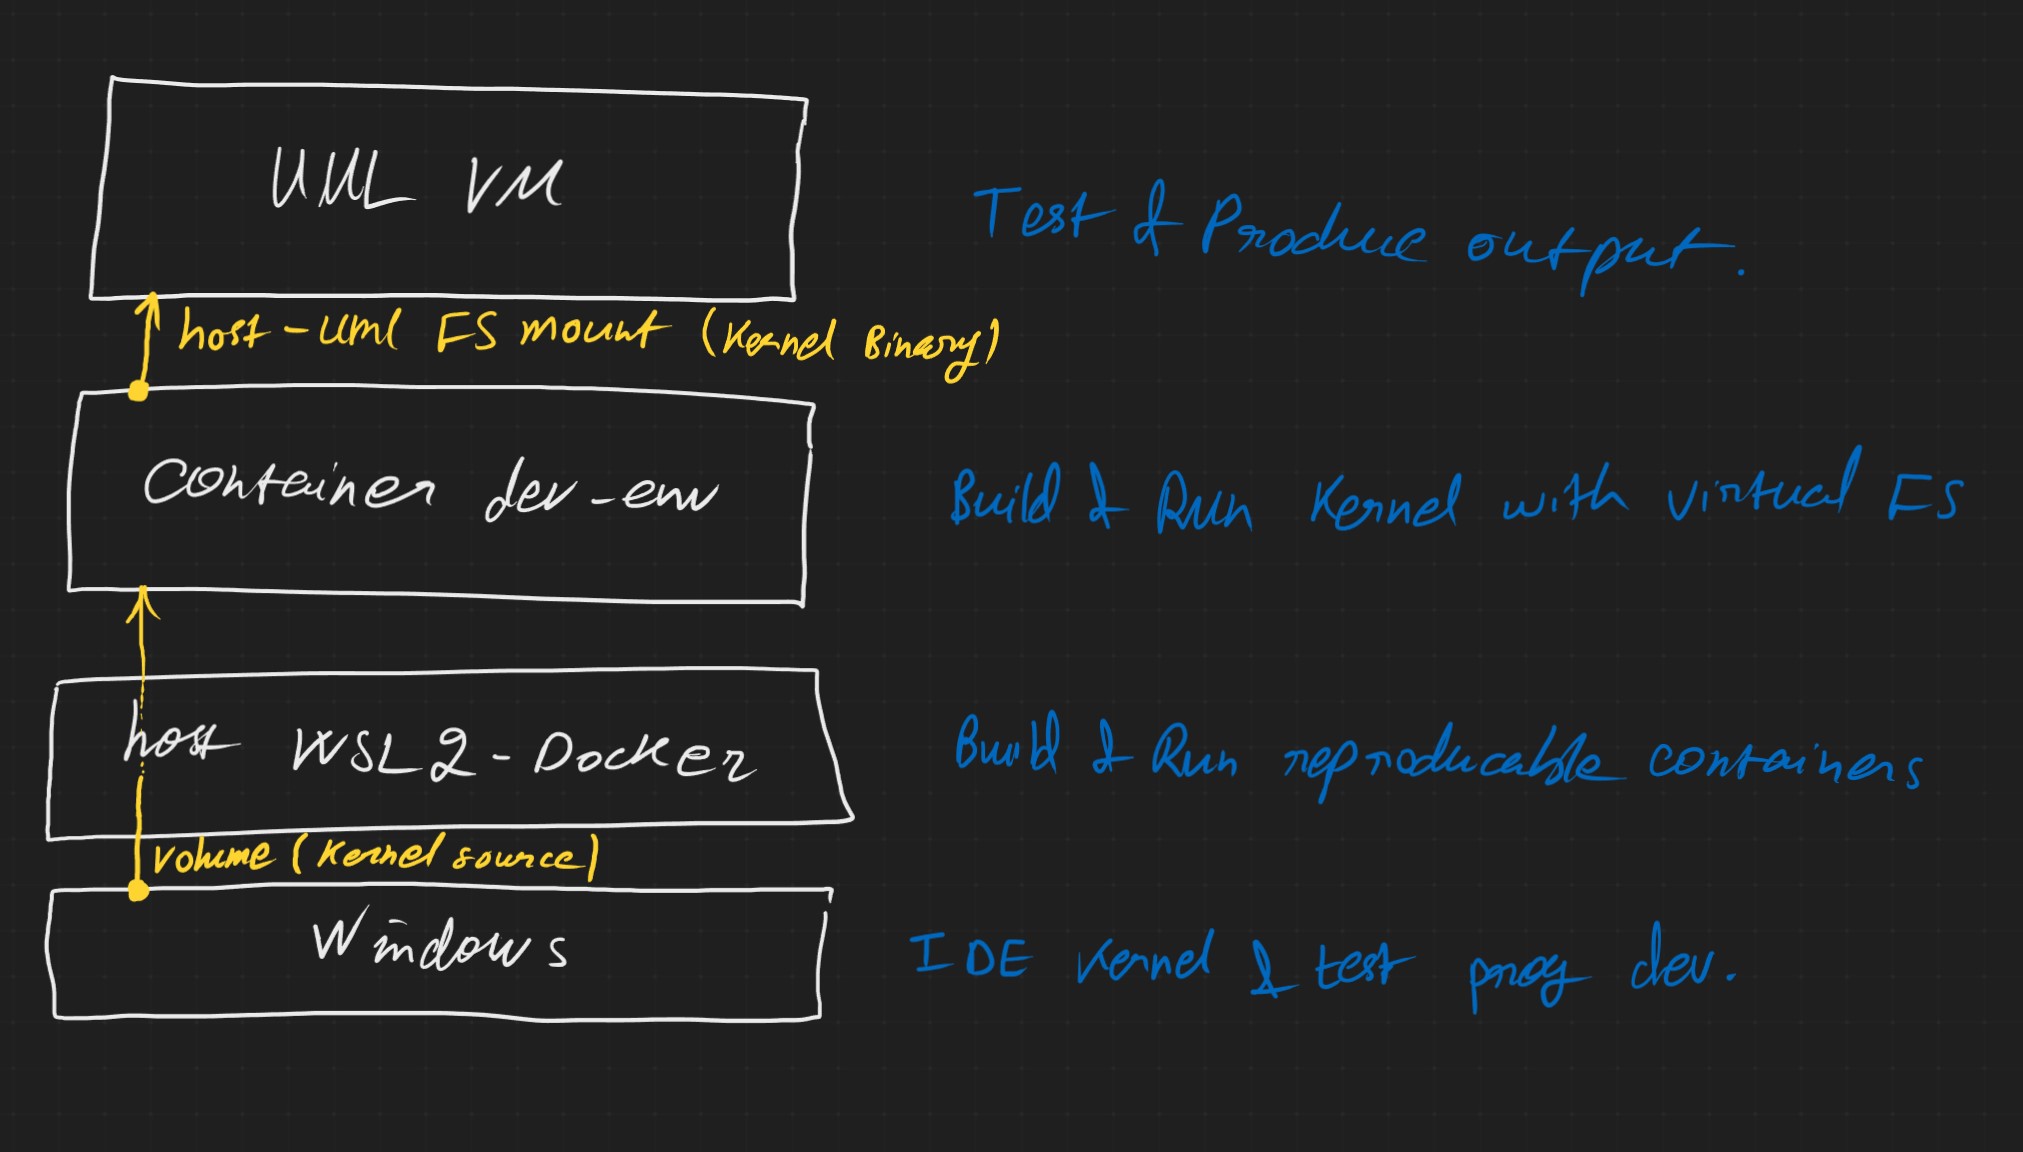 UML VM
Test & Produce output.
host-uml FS mount (Kernel Binary)
Container dev-env
Build & Run Kernel with virtual FS
host WSL2-Docker
Build & Run reproducable containers
volume (Kernel source)
Windows
IDE Kernel & test prog dev.